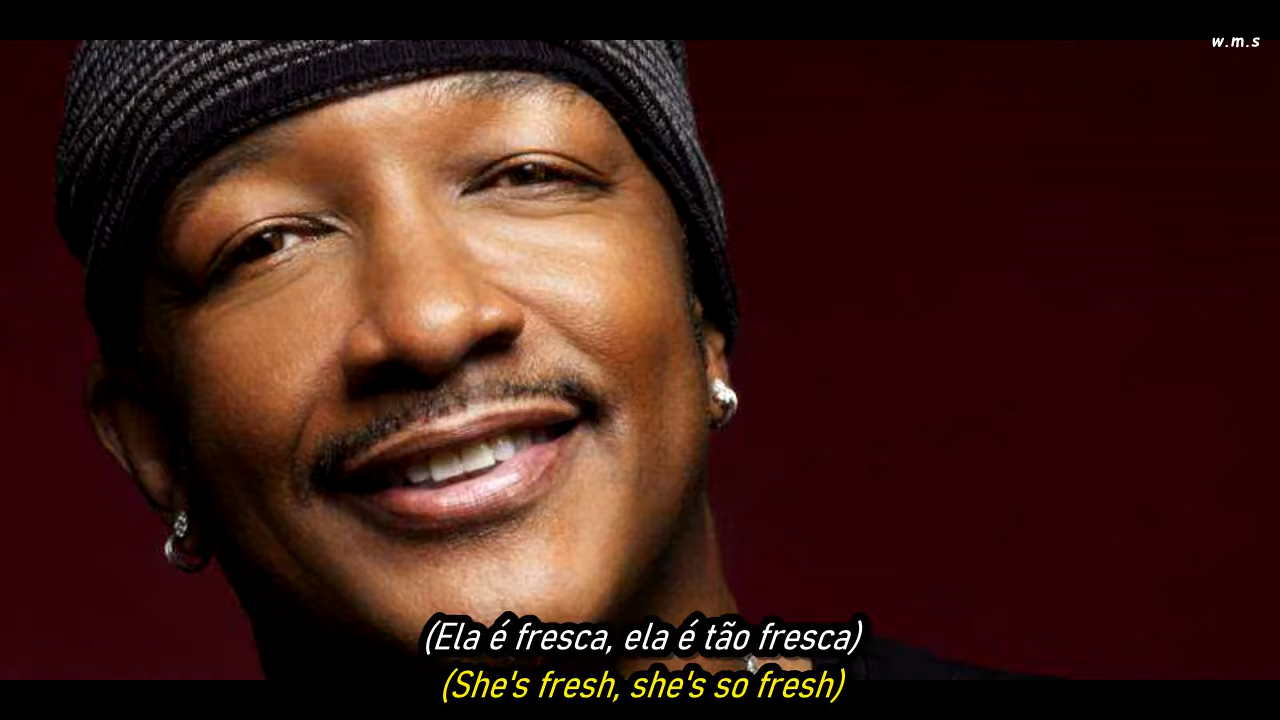 w.m.s
(Ela é fresca, ela é tão fresca)
(She's fresh, she's so fresh)